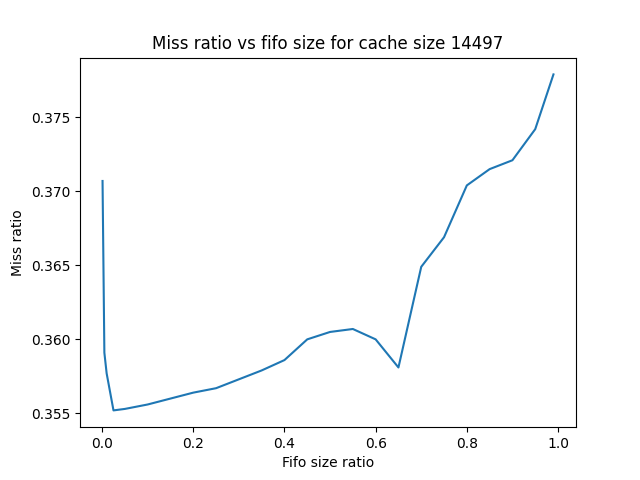 Miss ratio vs fifo size for cache size 14497
0.375
0.370
0.365
0.360
0.355
Miss ratio
0.0 0.2 0.4 0.6 0.8 1.0
Fifo size ratio